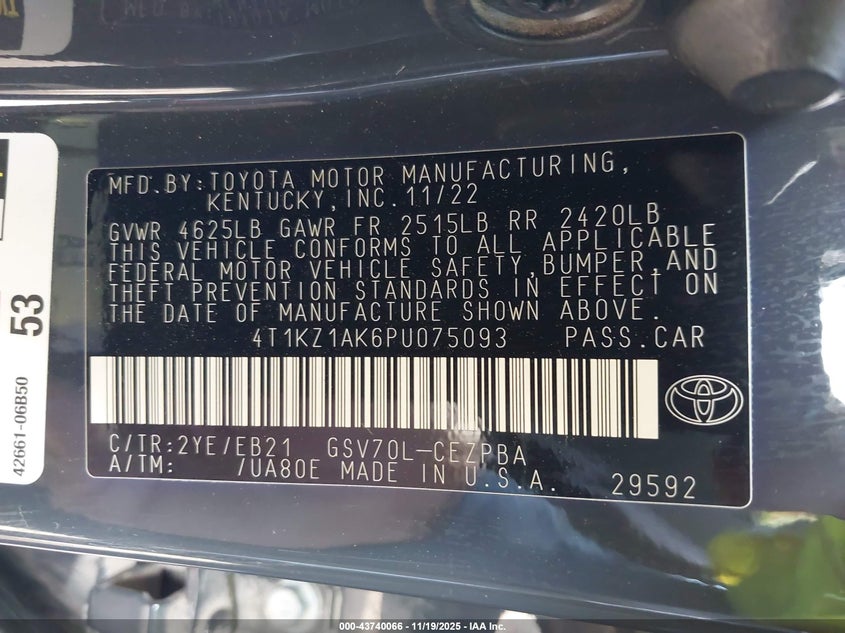 MFD.BY:TOYOTA MOTOR MANUFACTURING,
KENTUCKY,INC.11/22
GVWR 4625LB GAWR FR 2515LB RR 2420LB
THIS VEHICLE CONFORMS TO ALL APPLICABLE
FEDERAL MOTOR VEHICLE SAFETY,BUMPER,AND
THEFT PREVENTION STANDARDS IN EFFECT ON
THE DATE OF MANUFACTURE SHOWN ABOVE.
4T1KZ1AK6PU075093 PASS.CAR
C/TR:2YE/EB21 GSV70L-CEZPBA
A/TM: /UA80E MADE IN U.S.A. 29592
53
42661-06B50
000-43740066 - 11/19/2025 - IAA Inc.